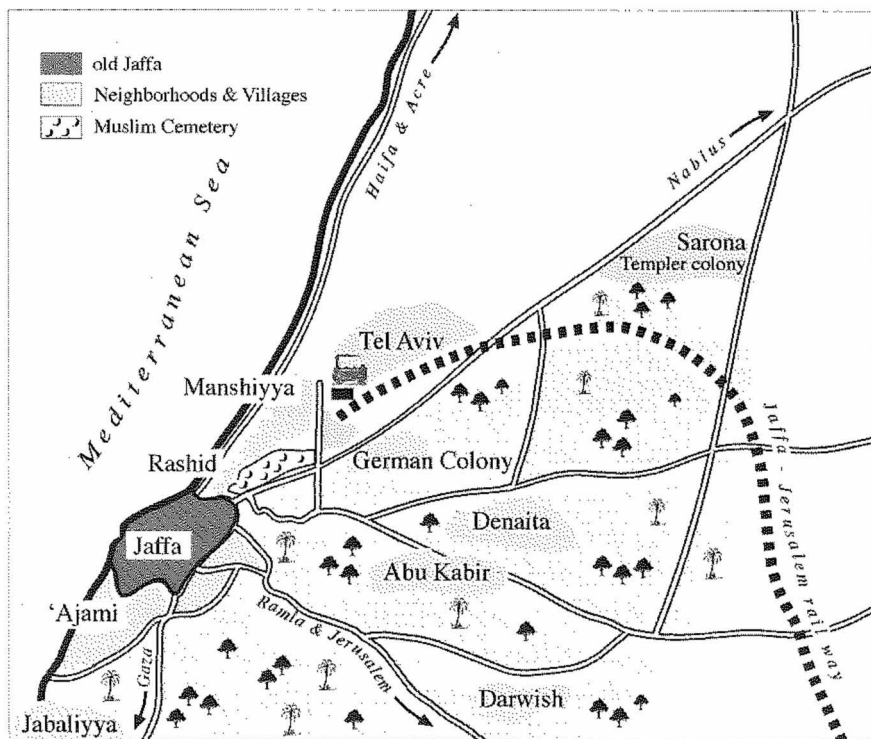 old Jaffa
Neighborhoods & Villages
Muslim Cemetery
Mediterranean Sea
Haifa & Acre
Nablus
Sarona
Templer colony
Tel Aviv
Manshiyya
Rashid
German Colony
Jaffa - Jerusalem rail way
Jaffa
Denaita
Abu Kabir
'Ajami
Ramla & Jerusalem
Gaza
Darwish
Jabaliyya